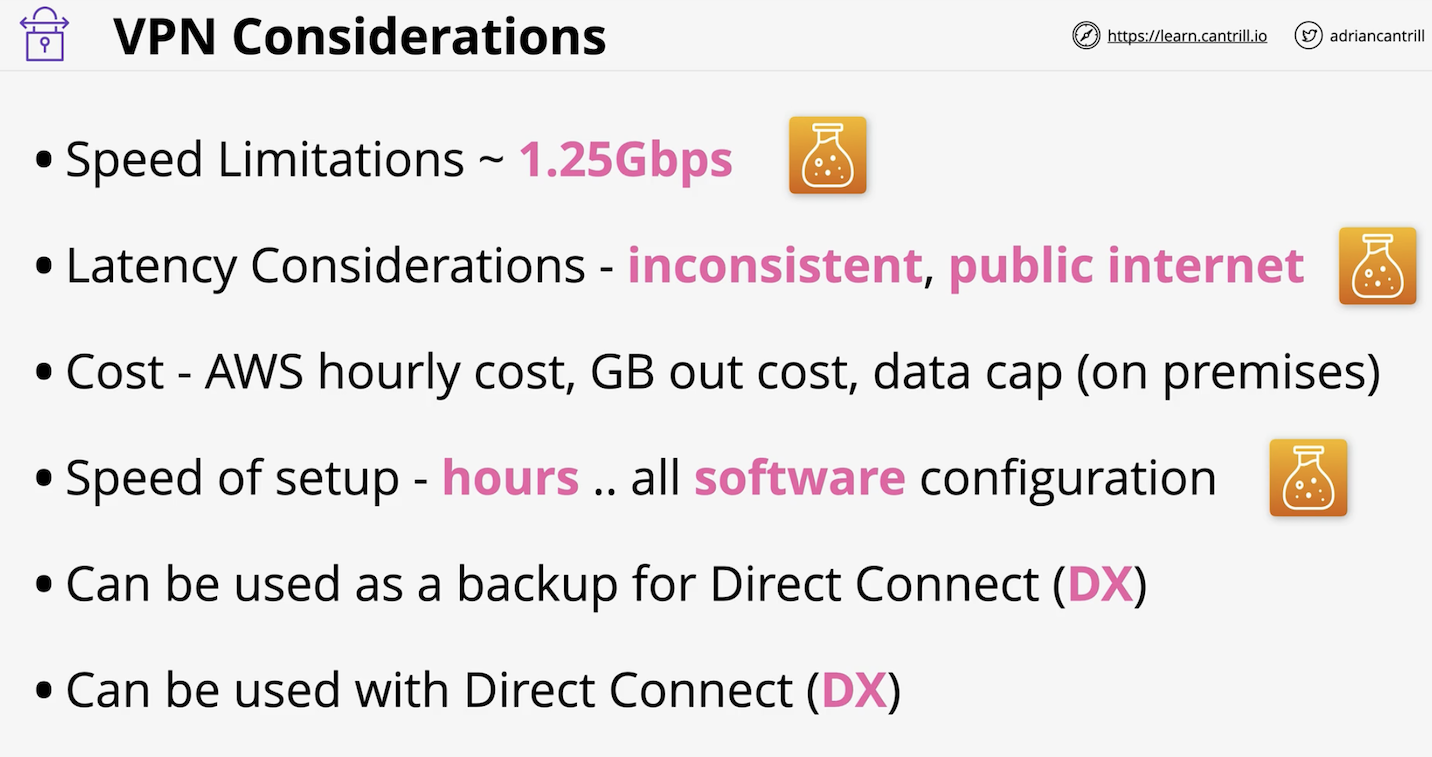 VPN Considerations
https://learn.cantrill.io
adriancantrill
• Speed Limitations ~ 1.25Gbps
• Latency Considerations - inconsistent, public internet
• Cost - AWS hourly cost, GB out cost, data cap (on premises)
• Speed of setup - hours .. all software configuration
• Can be used as a backup for Direct Connect (DX)
• Can be used with Direct Connect (DX)